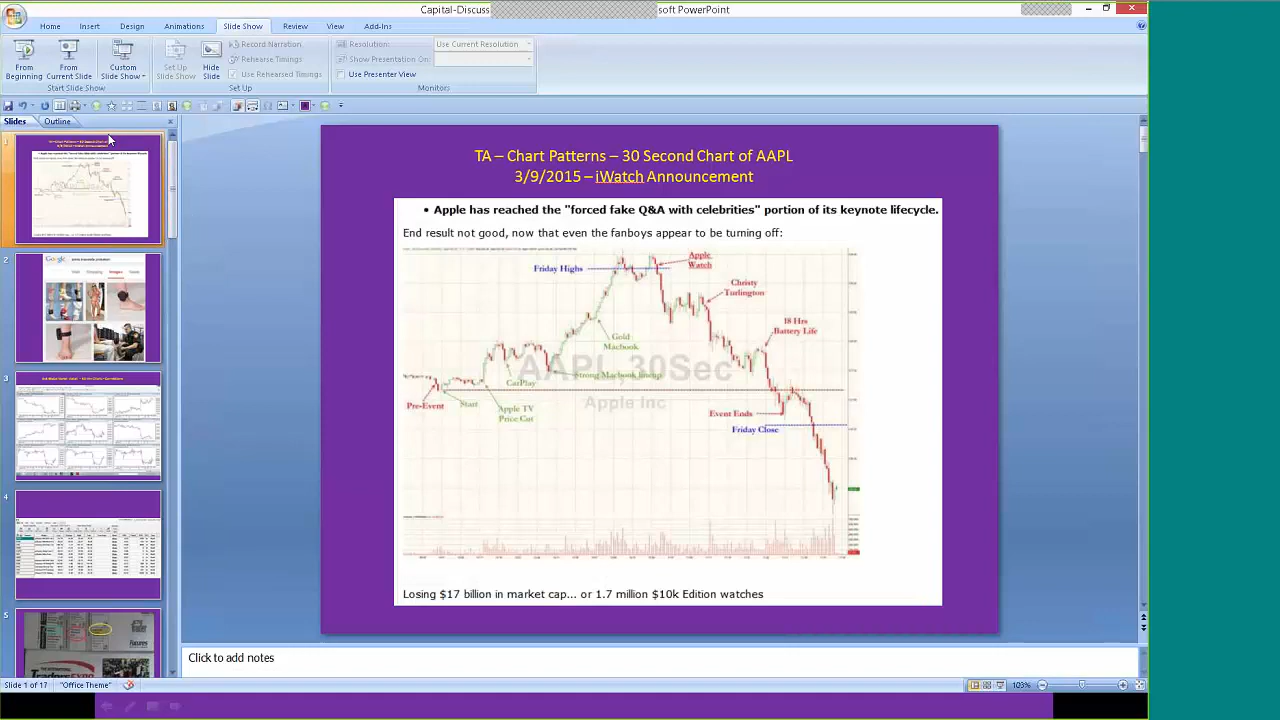 Capital-Discuss
soft PowerPoint
Home
Insert
Design
Animations
Slide Show
Review
View
Add-Ins
From Beginning
From Current Slide
Custom Slide Show
Set Up Slide Show
Hide Slide
Record Narration
Rehearse Timings
Use Rehearsed Timings
Resolution:
Use Current Resolution
Show Presentation On:
Use Presenter View
Start Slide Show
Set Up
Monitors
Slides
Outline
1
2
3
4
5
Google
TA – Chart Patterns – 30 Second Chart of AAPL
3/9/2015 – iWatch Announcement
• Apple has reached the "forced fake Q&A with celebrities" portion of its keynote lifecycle.
End result not good, now that even the fanboys appear to be turning off:
Friday Highs
Apple Watch
Christy Turlington
18 Hrs Battery Life
Gold Macbook
Strong Macbook lineup
AAPL,30Sec
Apple Inc
CarPlay
Pre-Event
Start
Apple TV Price Cut
Event Ends
Friday Close
Losing $17 billion in market cap... or 1.7 million $10k Edition watches
Click to add notes
Slide 1 of 17
"Office Theme"
103%